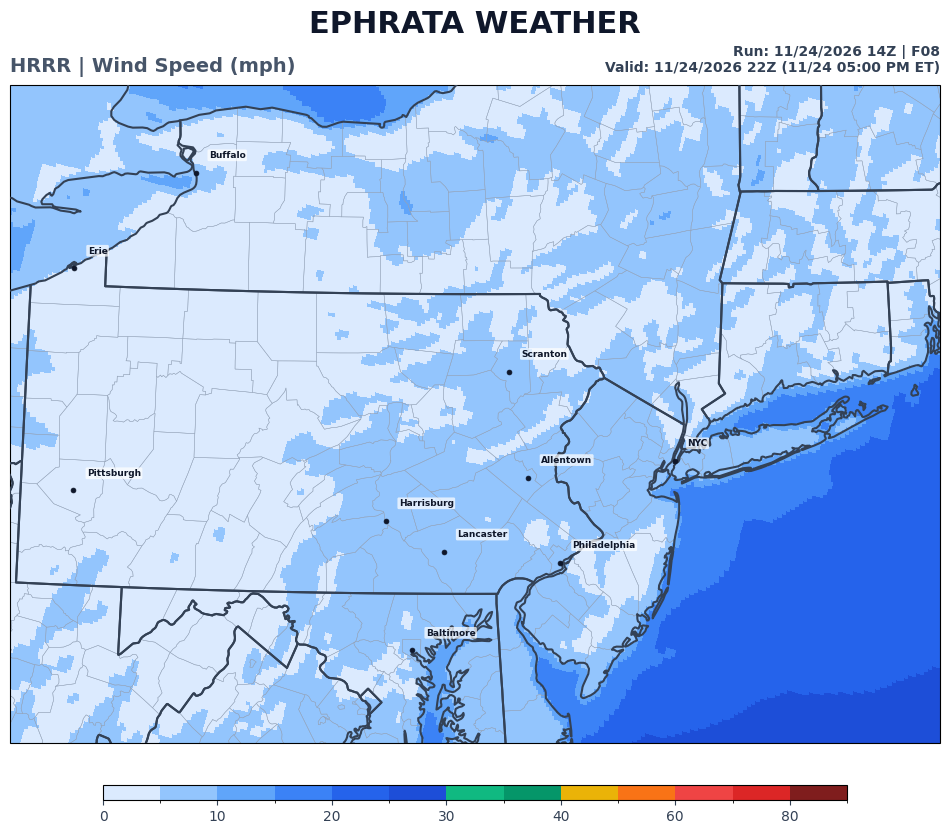 EPHRATA WEATHER
HRRR | Wind Speed (mph)
Run: 11/24/2026 14Z | F08
Valid: 11/24/2026 22Z (11/24 05:00 PM ET)
Buffalo
Erie
Scranton
NYC
Allentown
Pittsburgh
Harrisburg
Lancaster
Philadelphia
Baltimore
0 10 20 30 40 50 60 70 80